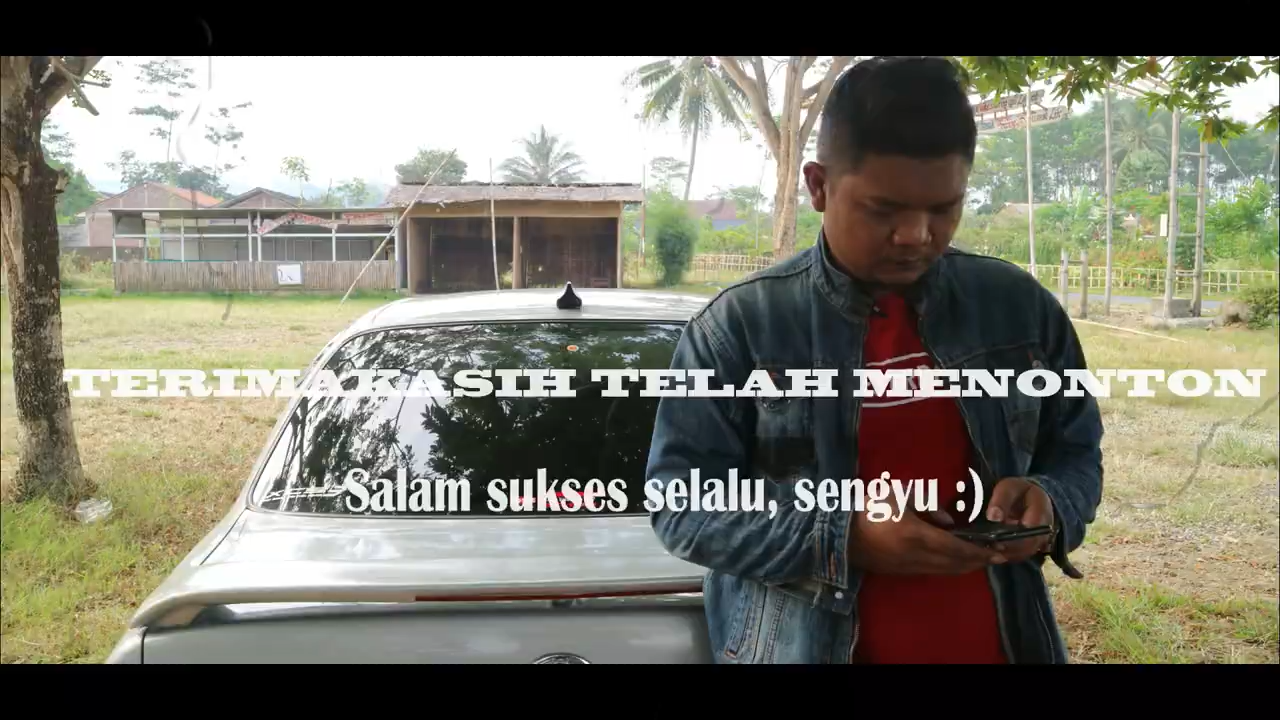 TERIMAKASIH TELAH MENONTON
Salam sukses selalu, sengyu :)